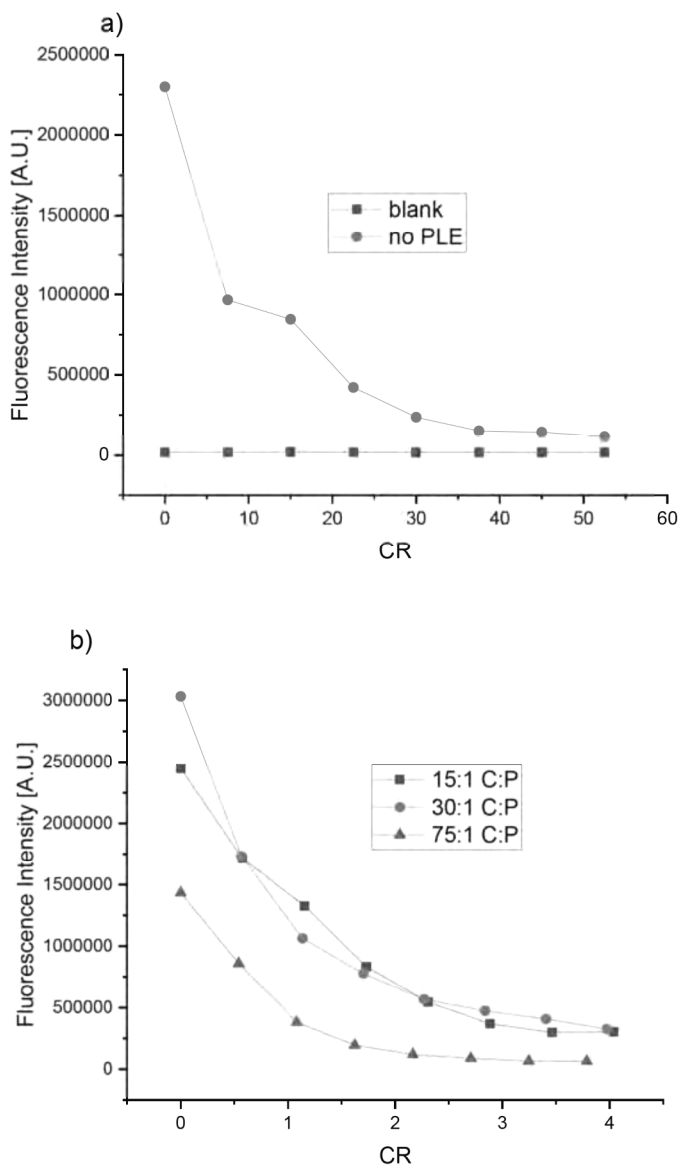 a)
Fluorescence Intensity [A.U.]
2500000
2000000
1500000
1000000
500000
0
blank
no PLE
0 10 20 30 40 50 60
CR
b)
Fluorescence Intensity [A.U.]
3000000
2500000
2000000
1500000
1000000
500000
0
15:1 C:P
30:1 C:P
75:1 C:P
0 1 2 3 4
CR